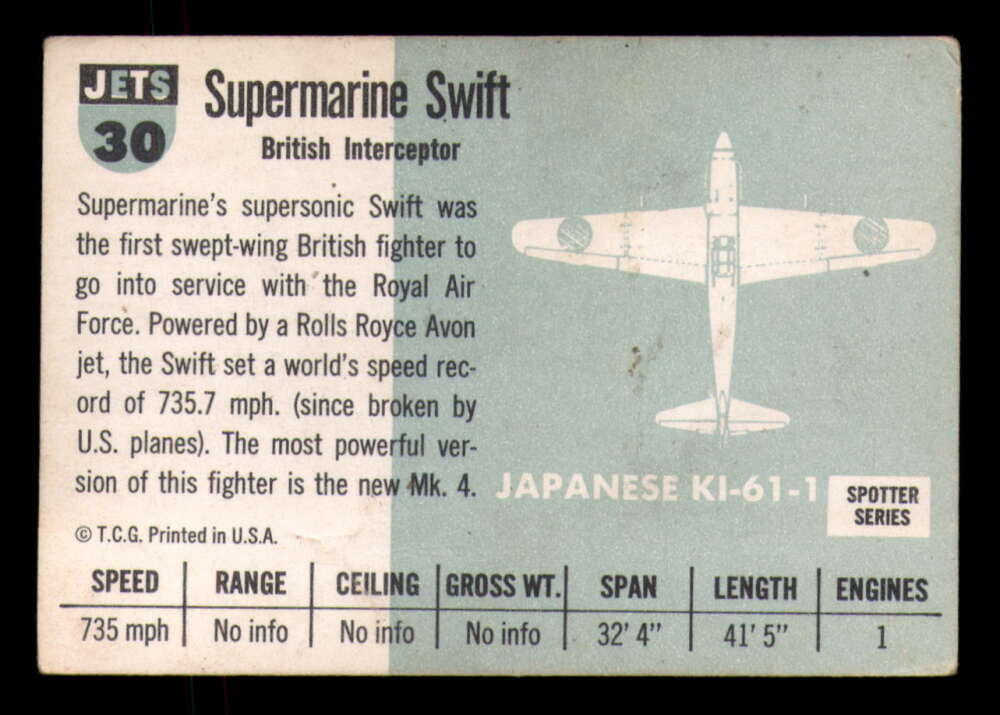 JETS
30
Supermarine Swift
British Interceptor
Supermarine's supersonic Swift was
the first swept-wing British fighter to
go into service with the Royal Air
Force. Powered by a Rolls Royce Avon
jet, the Swift set a world's speed rec-
ord of 735.7 mph. (since broken by
U.S. planes). The most powerful ver-
sion of this fighter is the new Mk. 4.
© T.C.G. Printed in U.S.A.
JAPANESE KI-61-1
SPOTTER
SERIES
SPEED RANGE CEILING GROSS WT. SPAN LENGTH ENGINES
735 mph No info No info No info 32' 4" 41' 5" 1